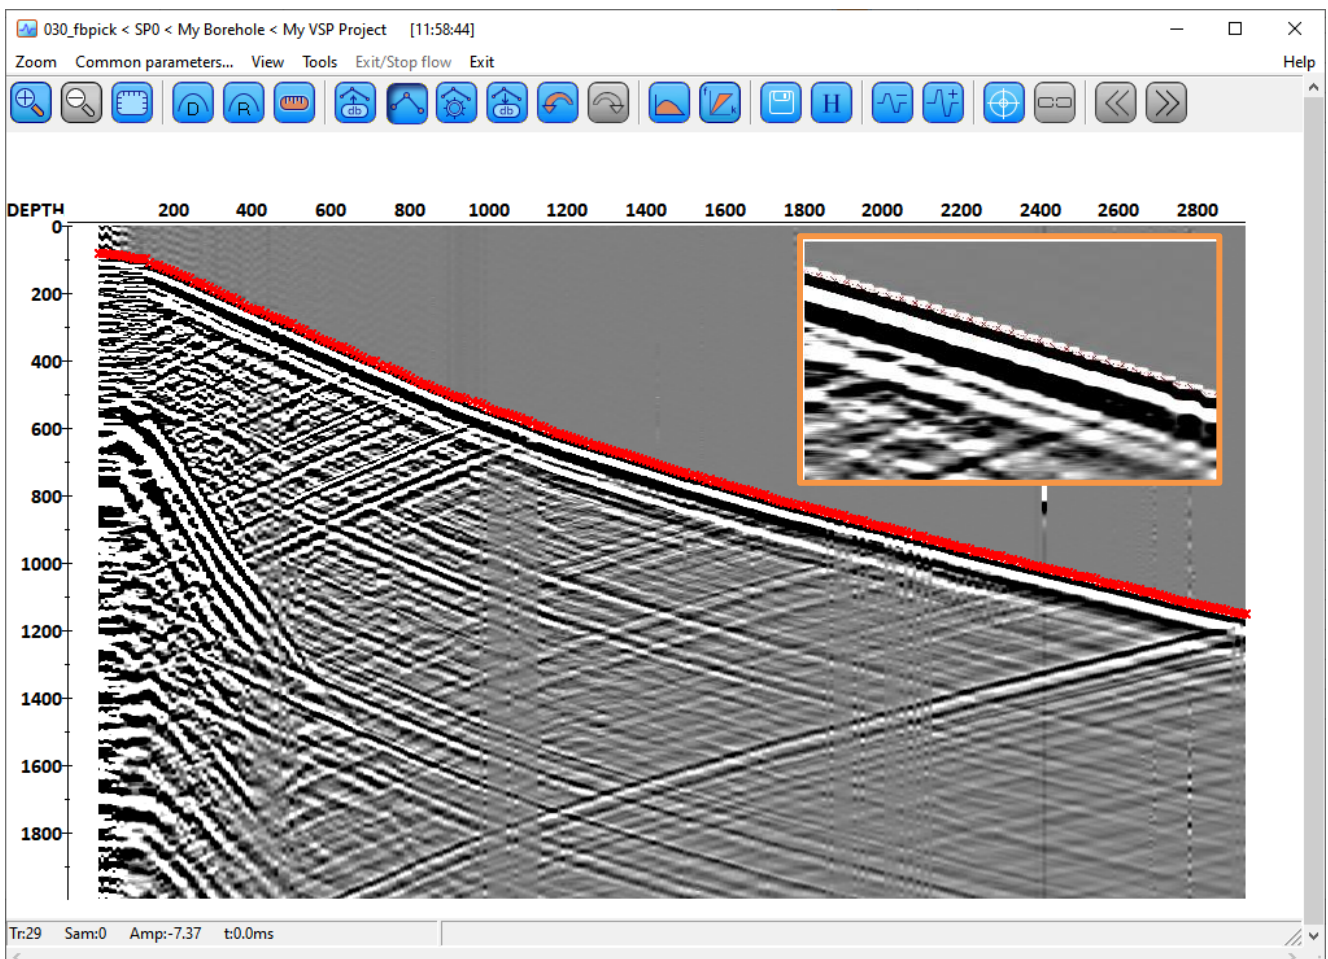 030_fbpick < SP0 < My Borehole < My VSP Project [11:58:44]
Zoom Common parameters... View Tools Exit/Stop flow Exit Help
D R db db f k H
DEPTH 200 400 600 800 1000 1200 1400 1600 1800 2000 2200 2400 2600 2800
0
200
400
600
800
1000
1200
1400
1600
1800
Tr:29 Sam:0 Amp:-7.37 t:0.0ms